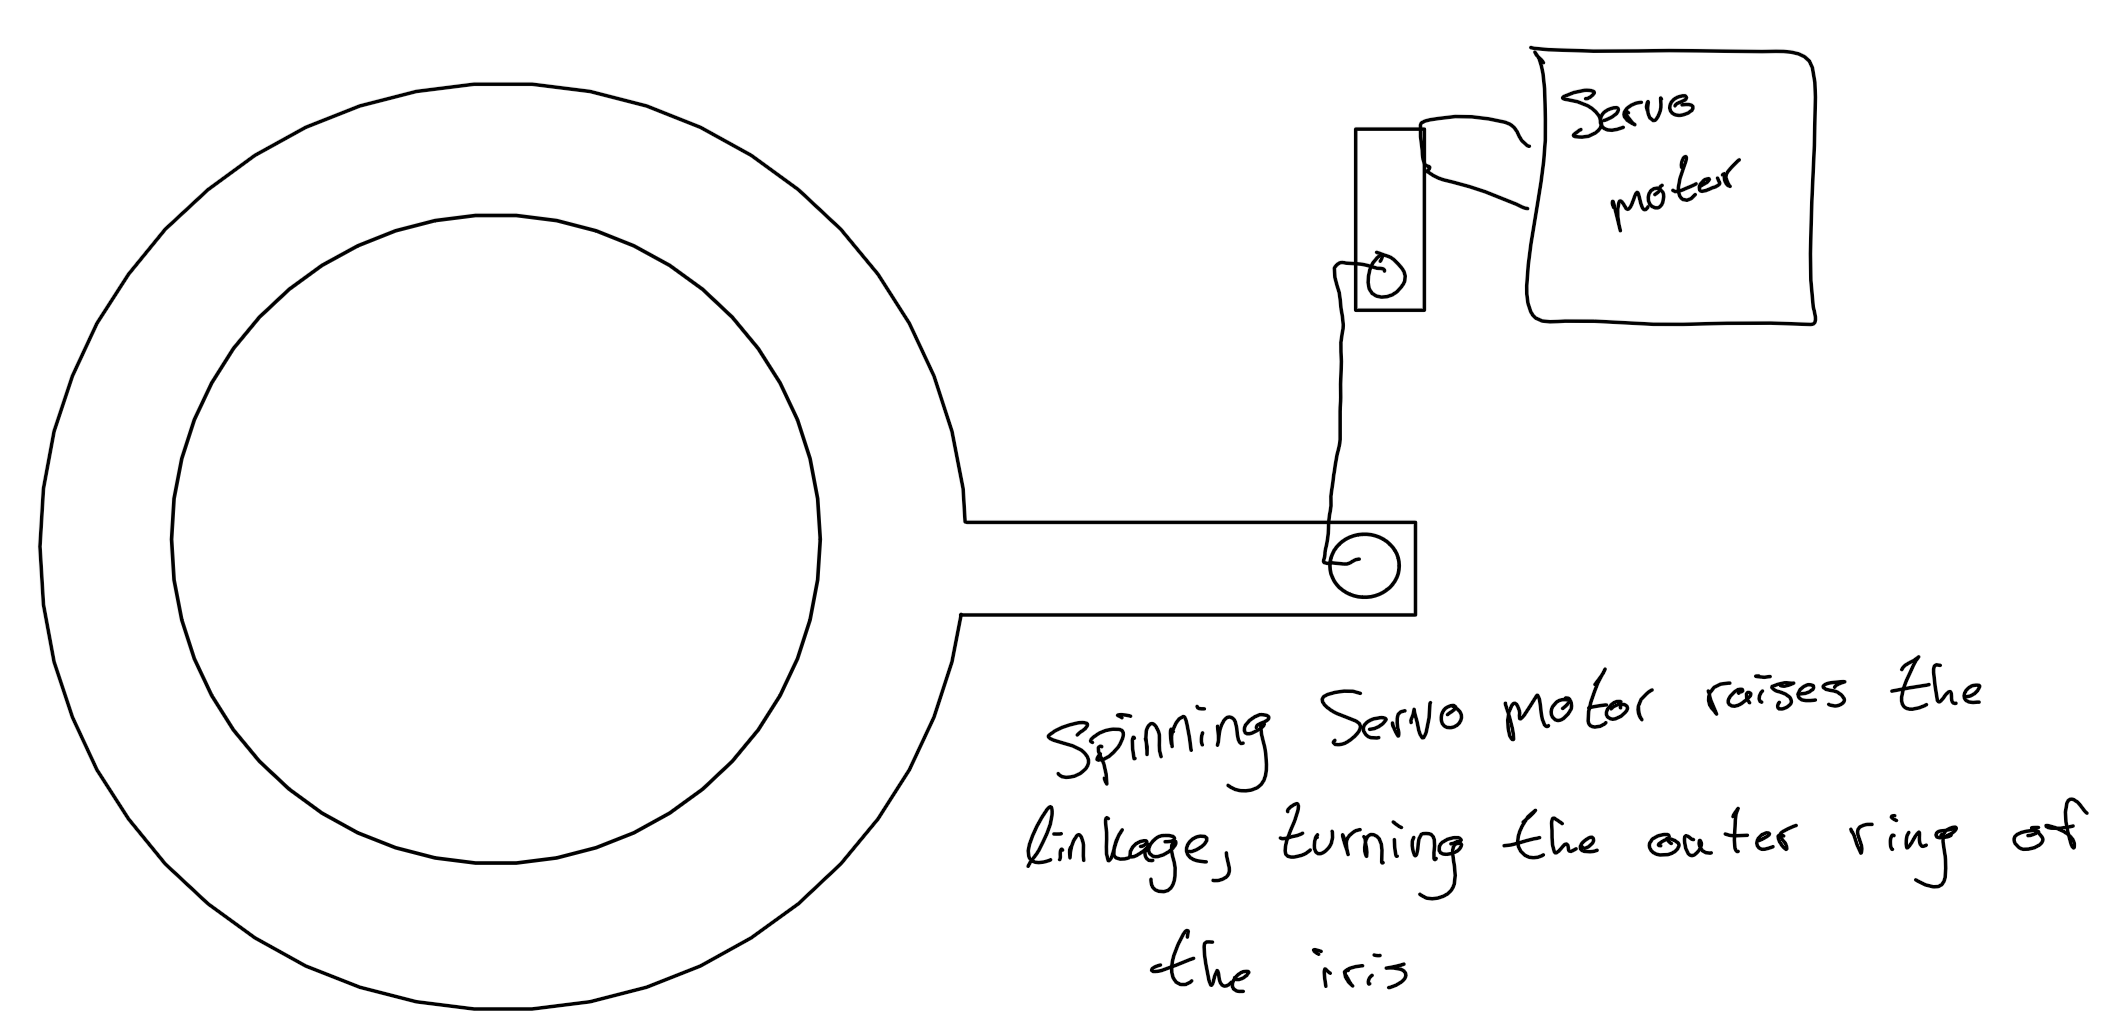 Servo
motor
Spinning Servo motor raises the
linkage, turning the outer ring of
the iris